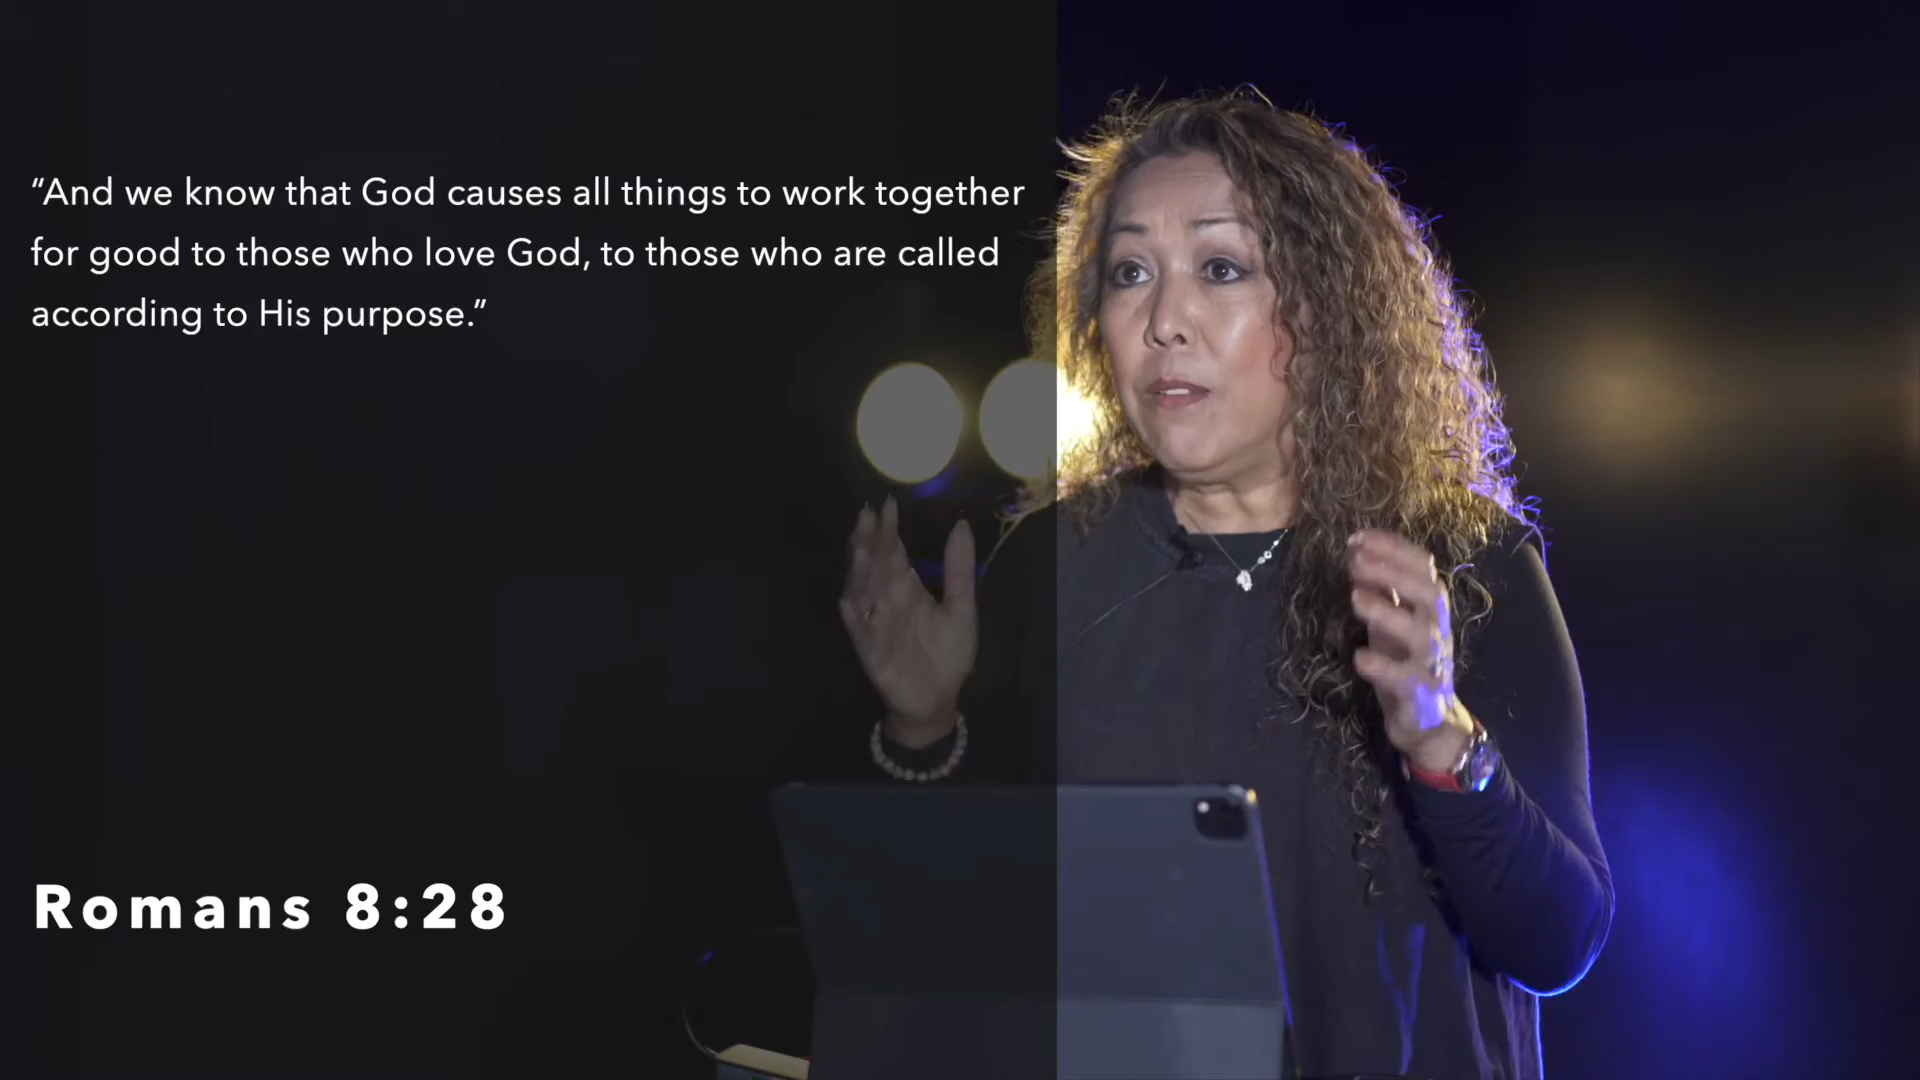 “And we know that God causes all things to work together
for good to those who love God, to those who are called
according to His purpose.”
Romans 8:28